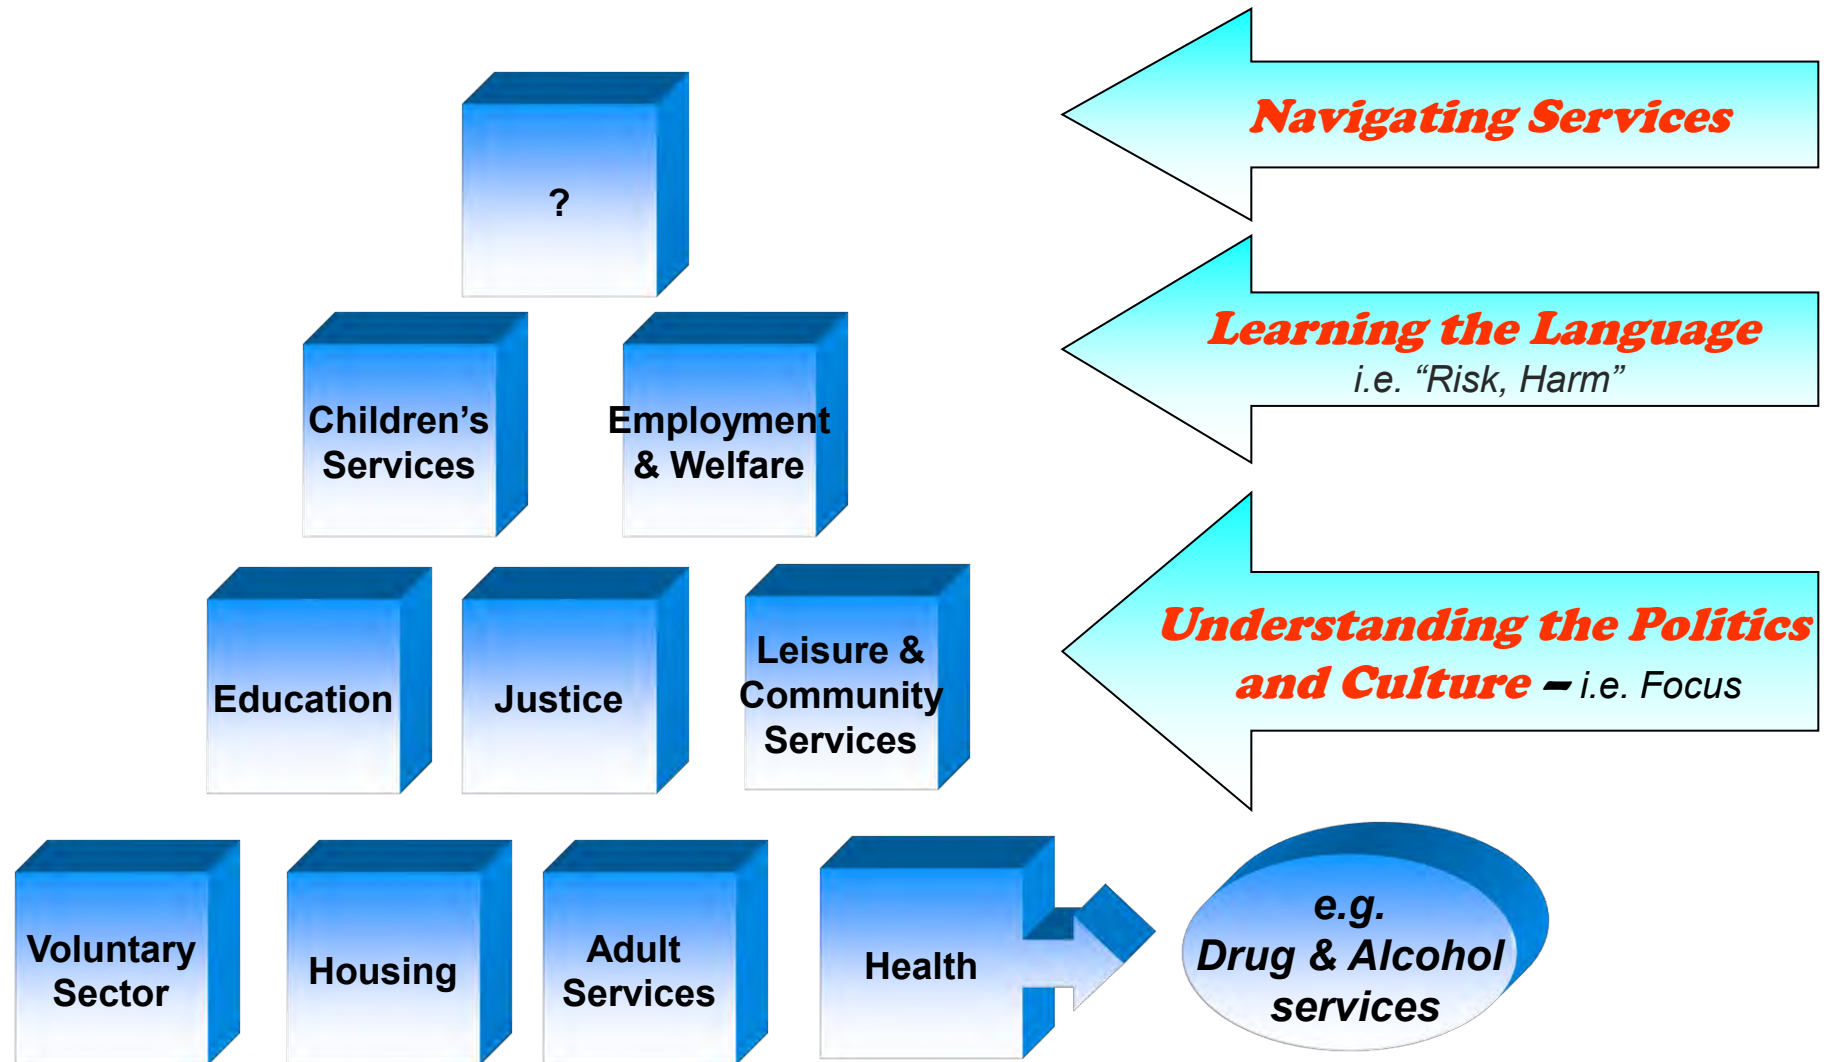 ?
Navigating Services
Children’s
Services
Employment
& Welfare
Learning the Language
i.e. “Risk, Harm”
Education
Justice
Leisure &
Community
Services
Understanding the Politics
and Culture – i.e. Focus
Voluntary
Sector
Housing
Adult
Services
Health
e.g.
Drug & Alcohol
services